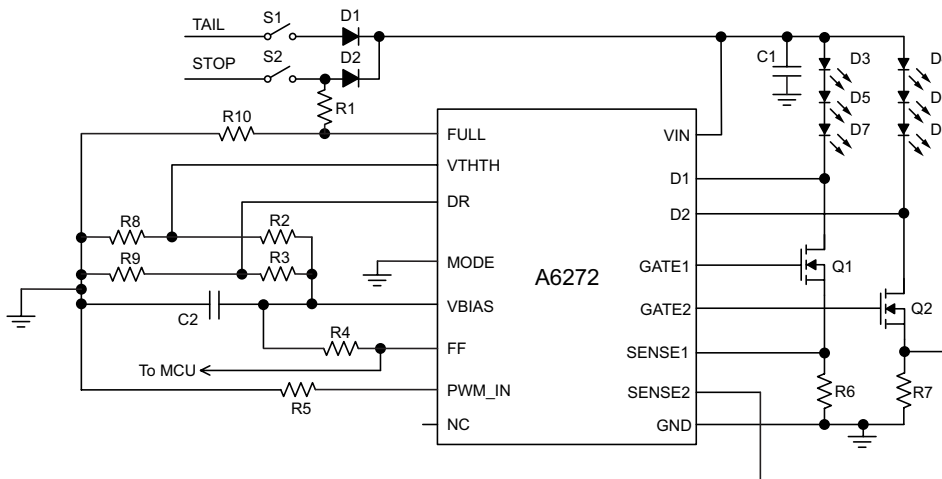 TAIL
S1
D1
STOP
S2
D2
R1
R10
FULL
VTHTH
DR
R8
R2
R9
R3
MODE
VBIAS
C2
R4
FF
To MCU
PWM_IN
R5
NC
A6272
VIN
D1
D2
GATE1
GATE2
SENSE1
SENSE2
GND
C1
D3
D5
D7
D
D
D
Q1
Q2
R6
R7